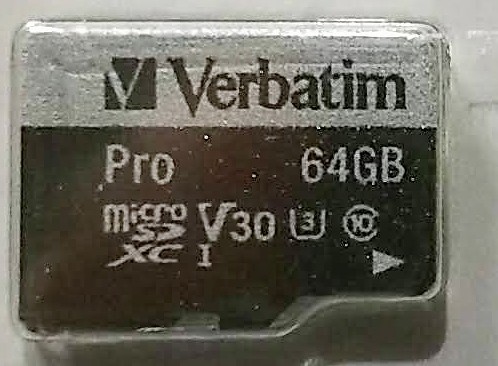 Verbatim
Pro 64GB
micro SD XC I V30 U3 10